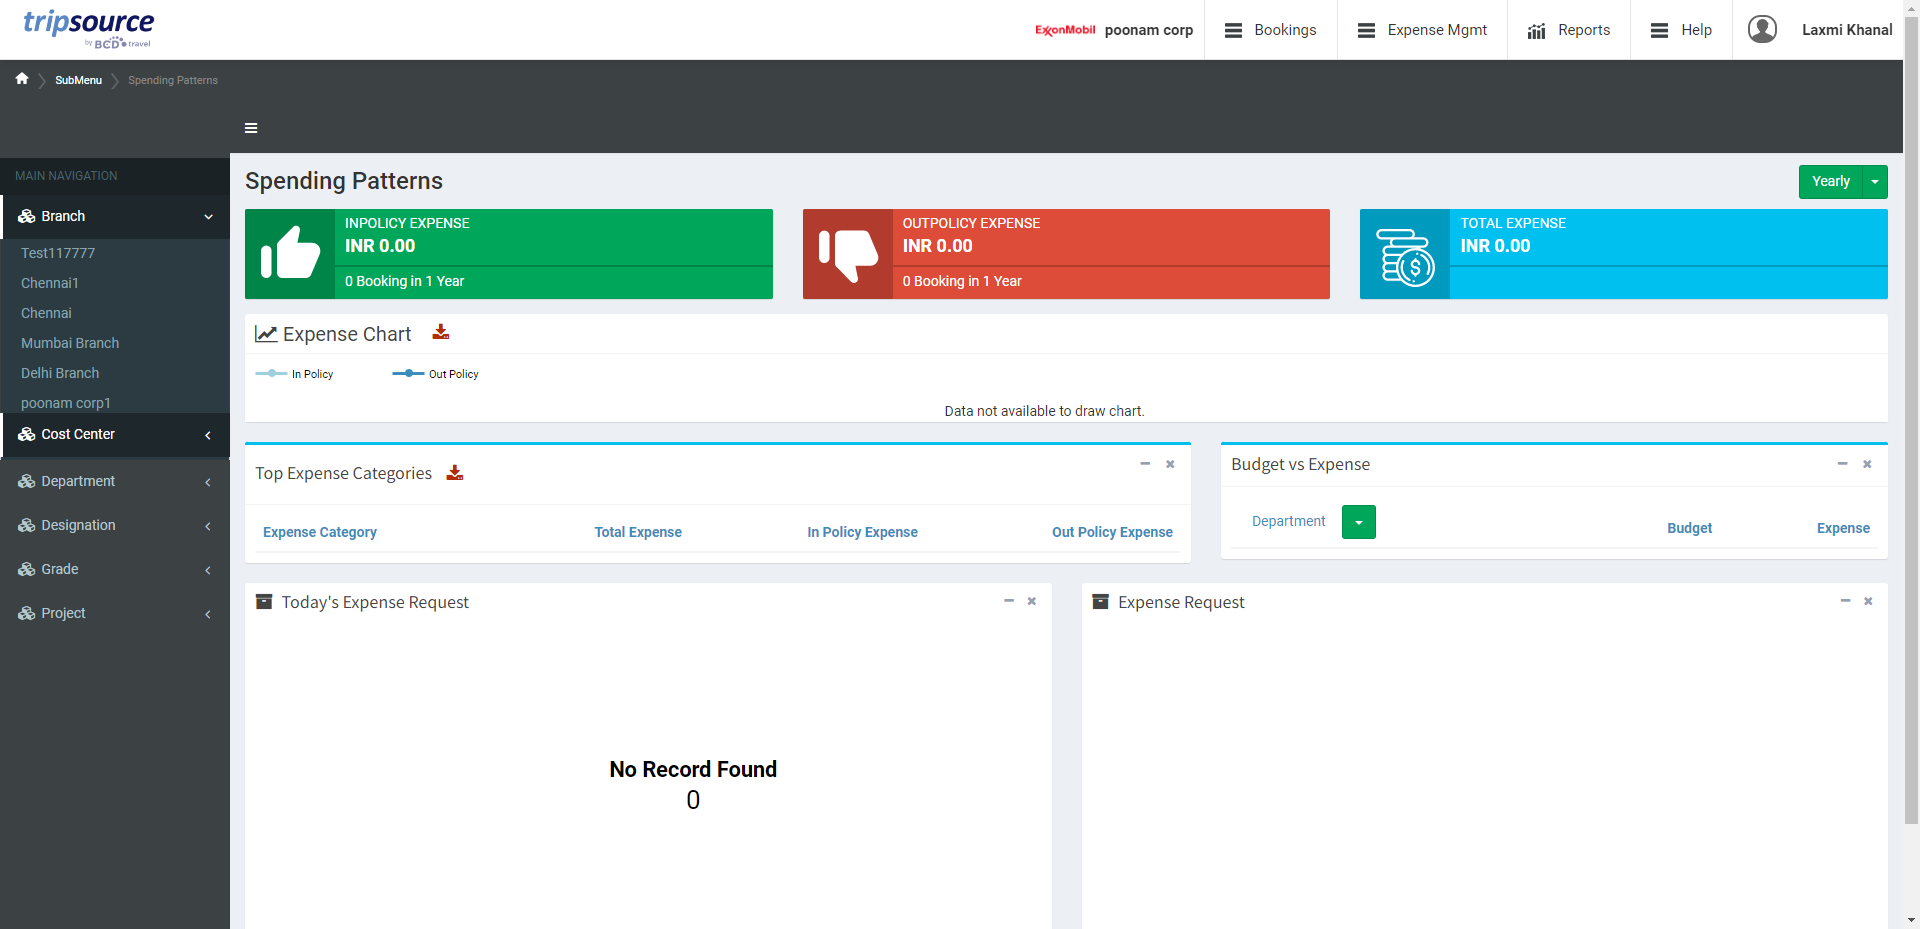 tripsource
by BCD travel
ExxonMobil poonam corp
Bookings
Expense Mgmt
Reports
Help
Laxmi Khanal
SubMenu
Spending Patterns
MAIN NAVIGATION
Branch
Test117777
Chennai1
Chennai
Mumbai Branch
Delhi Branch
poonam corp1
Cost Center
Department
Designation
Grade
Project
Spending Patterns
Yearly
INPOLICY EXPENSE
INR 0.00
0 Booking in 1 Year
OUTPOLICY EXPENSE
INR 0.00
0 Booking in 1 Year
TOTAL EXPENSE
INR 0.00
Expense Chart
In Policy
Out Policy
Data not available to draw chart.
Top Expense Categories
Expense Category Total Expense In Policy Expense Out Policy Expense
Budget vs Expense
Department Budget Expense
Today's Expense Request
No Record Found
0
Expense Request